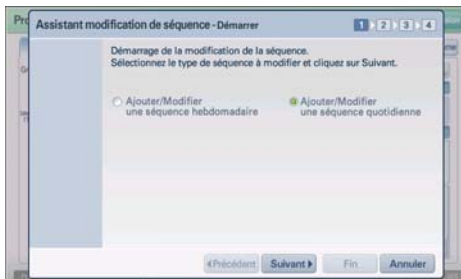 Assistant modification de séquence - Démarrer
1 2 3 4
Démarrage de la modification de la séquence.
Sélectionnez le type de séquence à modifier et cliquez sur Suivant.
Ajouter/Modifier
une séquence hebdomadaire
Ajouter/Modifier
une séquence quotidienne
Précédent Suivant Fin Annuler